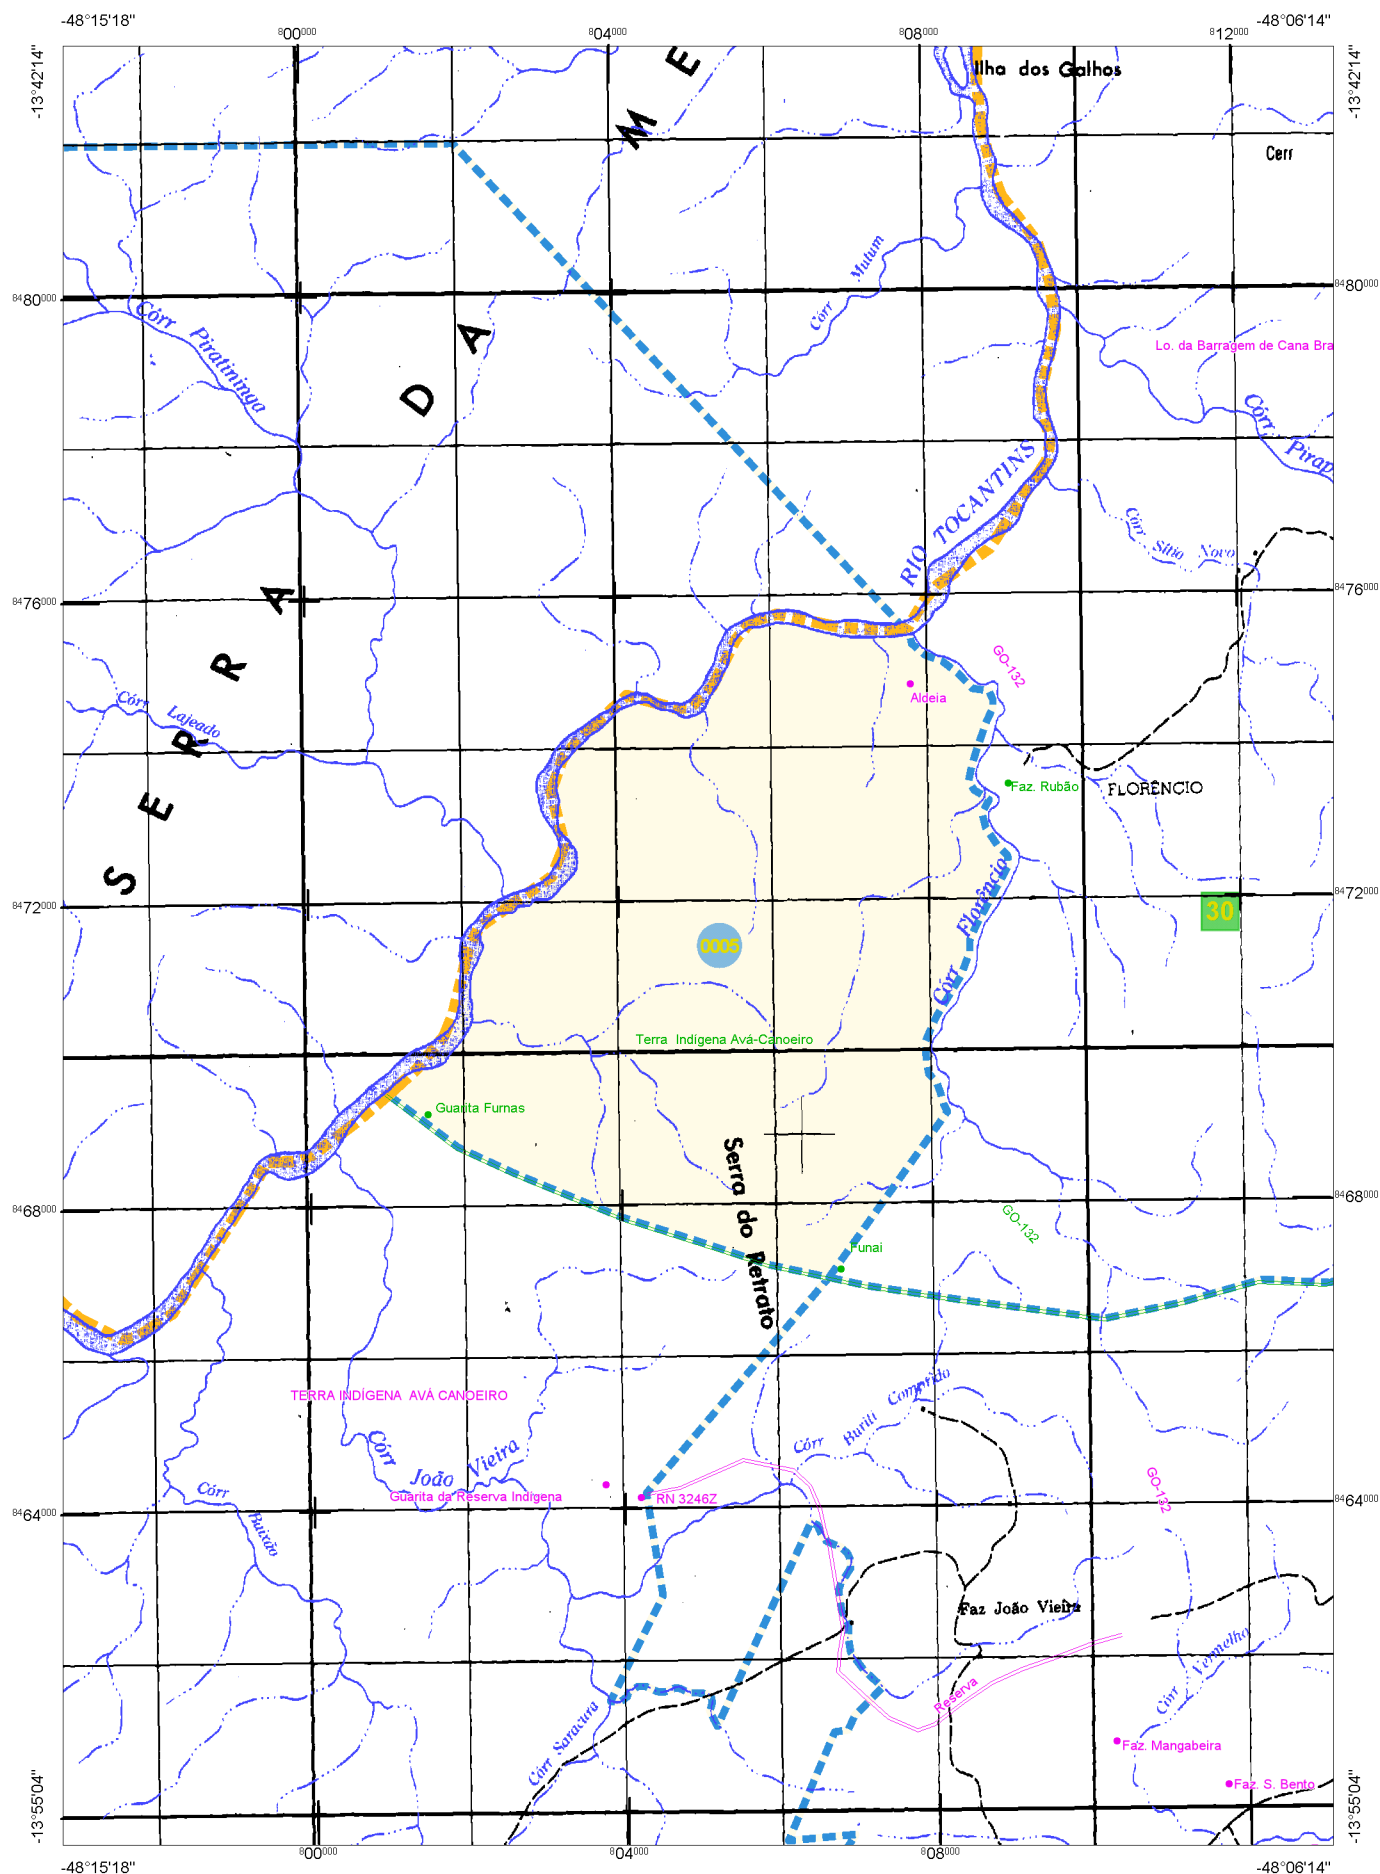 -48°15'18"
800000
804000
808000
812000
-48°06'14"
-13°42'14"
-13°42'14"
Ilha dos Galhos
Cerr
M E
Córr Mutum
8480000
8480000
Córr Piratininga
Lo. da Barragem de Cana Bra
D A
Córr Pirap
RIO TOCANTINS
Córr Sítio Novo
8476000
8476000
S E R R A
GO-132
Aldeia
Córr Lajeado
Faz. Rubão
FLORÊNCIO
Córr Florêncio
8472000
8472000
30
0005
Terra Indígena Avá-Canoeiro
Guarita Furnas
Serra do Retrato
8468000
8468000
GO-132
Funai
TERRA INDÍGENA AVÁ CANOEIRO
Córr Buriti Comprido
Córr João Vieira
Guarita da Reserva Indígena
RN 3246Z
GO-132
8464000
8464000
Córr Baixão
Faz João Vieira
Córr Vermelho
Reserva
Córr Saracura
Faz. Mangabeira
Faz. S. Bento
-13°55'04"
-13°55'04"
-48°15'18"
800000
804000
808000
-48°06'14"